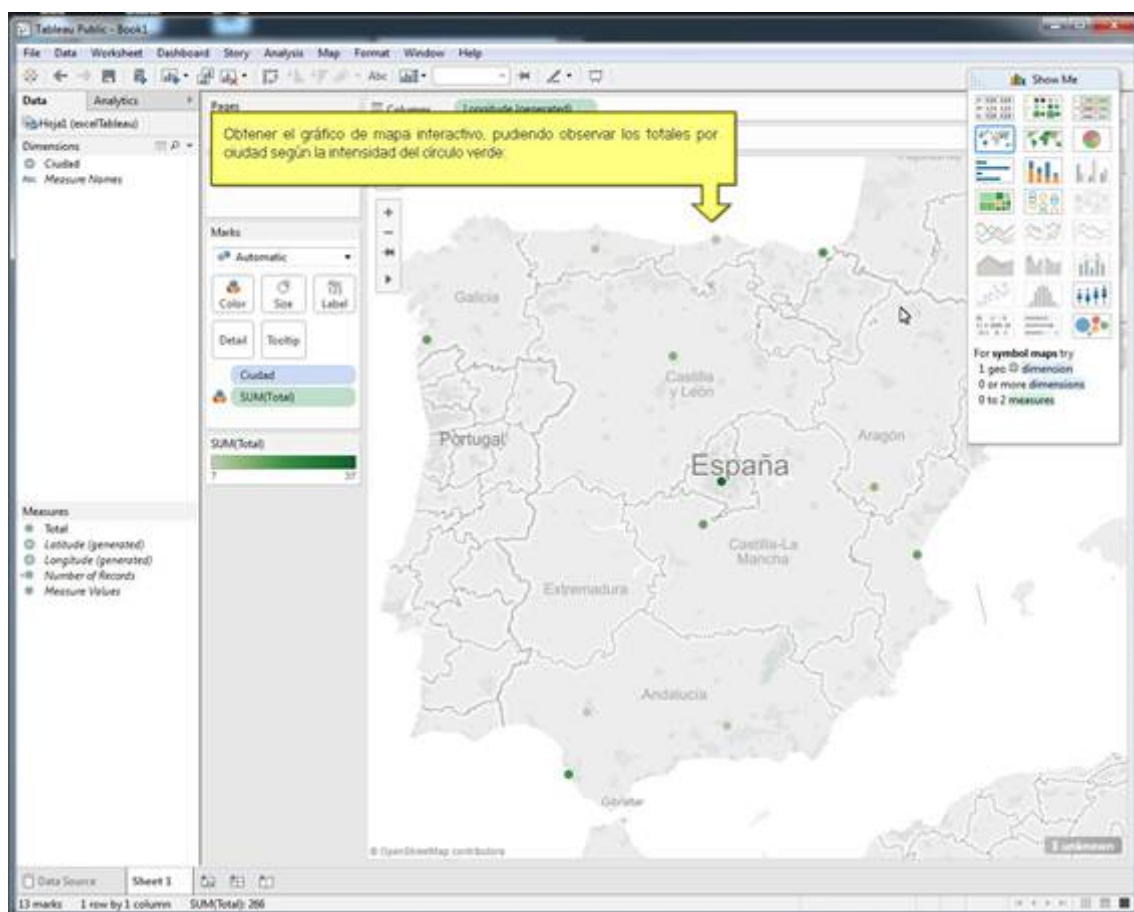 Tableau Public - Book1
File Data Worksheet Dashboard Story Analysis Map Format Window Help
Abc
Data Analytics
Pages
Columns Longitude (generated)
Show Me
Hoja1 (excelTableau)
Obtener el gráfico de mapa interactivo, pudiendo observar los totales por
ciudad según la intensidad del círculo verde.
Dimensions
Ciudad
Abc Measure Names
Marks
Automatic
Color Size Label
Detail Tooltip
Ciudad
SUM(Total)
SUM(Total)
7 37
Galicia
Castilla
y León
Portugal
España
Aragón
Castilla-La
Mancha
Extremadura
Andalucía
Gibraltar
For symbol maps try
1 geo dimension
0 or more dimensions
0 to 2 measures
Measures
Total
Latitude (generated)
Longitude (generated)
Number of Records
Measure Values
© OpenStreetMap contributors
1 unknown
Data Source Sheet 1
13 marks 1 row by 1 column SUM(Total): 266